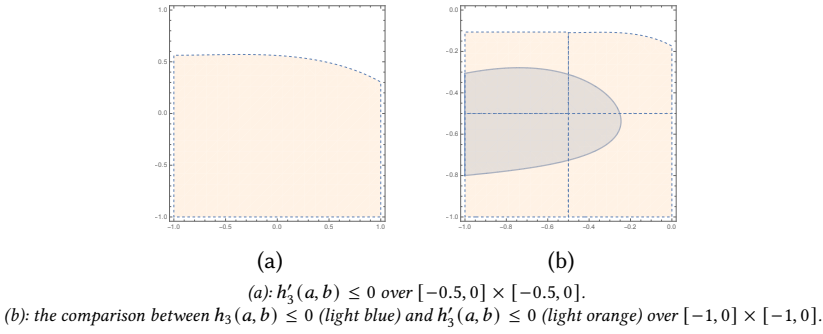 1.0
0.5
0.0
−0.5
−1.0
−1.0 −0.5 0.0 0.5 1.0
0.0
−0.2
−0.4
−0.6
−0.8
−1.0
−1.0 −0.8 −0.6 −0.4 −0.2 0.0
(a) (b)
(a): h′₃(a, b) ≤ 0 over [−0.5, 0] × [−0.5, 0].
(b): the comparison between h₃(a, b) ≤ 0 (light blue) and h′₃(a, b) ≤ 0 (light orange) over [−1, 0] × [−1, 0].